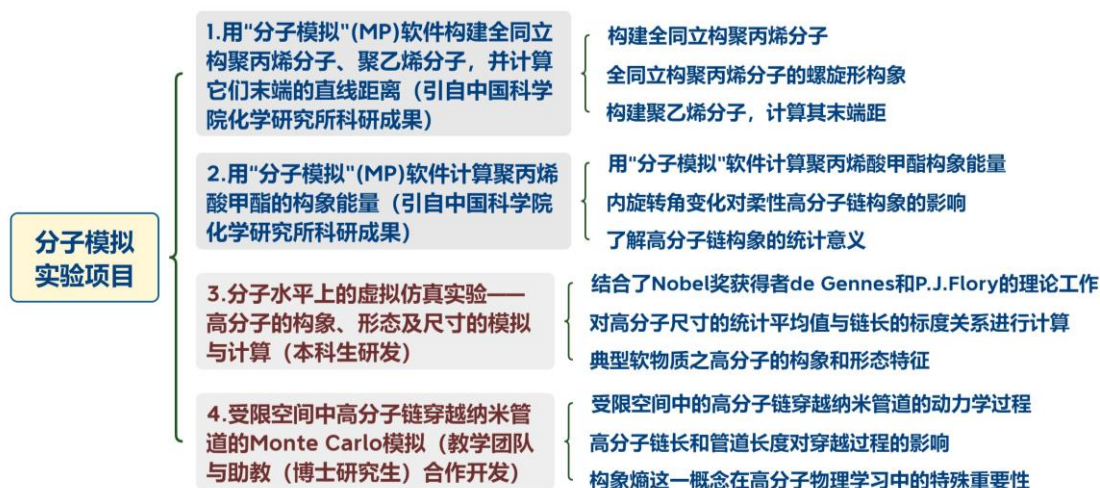 分子模拟
实验项目
1.用"分子模拟"(MP)软件构建全同立
构聚丙烯分子、聚乙烯分子，并计算
它们末端的直线距离（引自中国科学
院化学研究所科研成果）
构建全同立构聚丙烯分子
全同立构聚丙烯分子的螺旋形构象
构建聚乙烯分子，计算其末端距
2.用"分子模拟"(MP)软件计算聚丙烯
酸甲酯的构象能量（引自中国科学院
化学研究所科研成果）
用"分子模拟"软件计算聚丙烯酸甲酯构象能量
内旋转角变化对柔性高分子链构象的影响
了解高分子链构象的统计意义
3.分子水平上的虚拟仿真实验——
高分子的构象、形态及尺寸的模拟
与计算（本科生研发）
结合了Nobel奖获得者de Gennes和P.J.Flory的理论工作
对高分子尺寸的统计平均值与链长的标度关系进行计算
典型软物质之高分子的构象和形态特征
4.受限空间中高分子链穿越纳米管
道的Monte Carlo模拟（教学团队
与助教（博士研究生）合作开发）
受限空间中的高分子链穿越纳米管道的动力学过程
高分子链长和管道长度对穿越过程的影响
构象熵这一概念在高分子物理学习中的特殊重要性